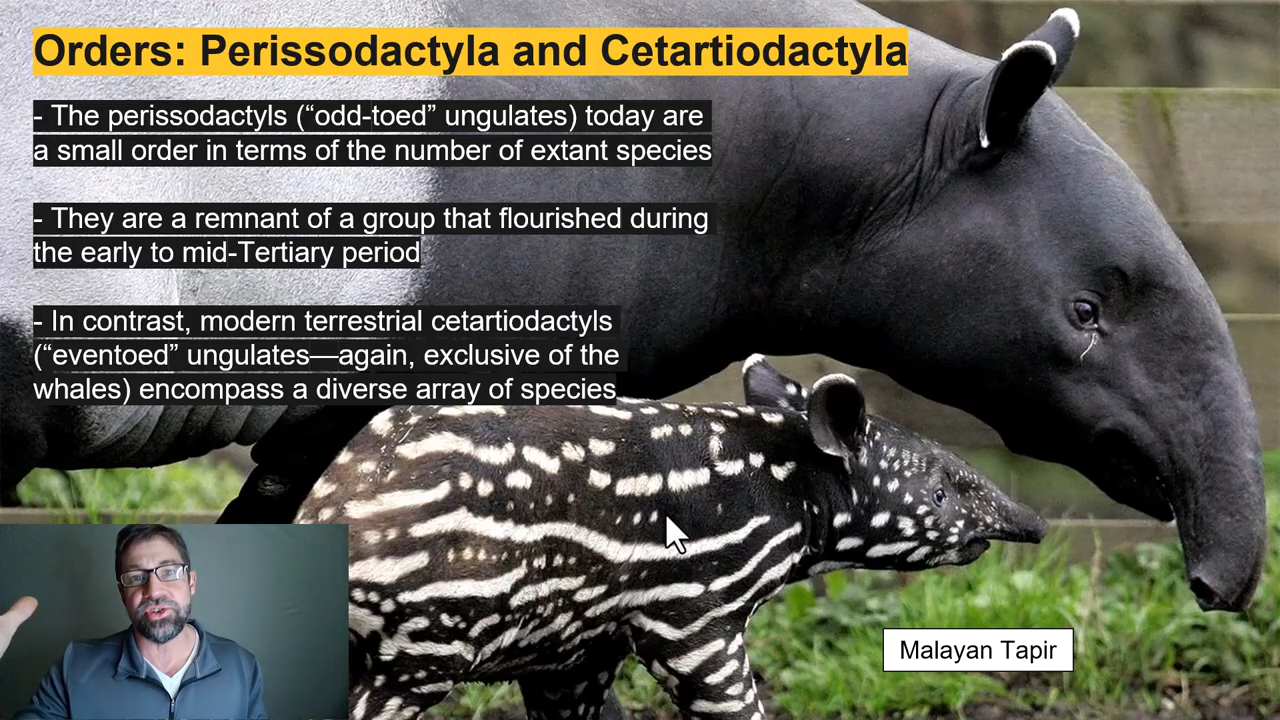 Orders: Perissodactyla and Cetartiodactyla
- The perissodactyls (“odd-toed” ungulates) today are
a small order in terms of the number of extant species
- They are a remnant of a group that flourished during
the early to mid-Tertiary period
- In contrast, modern terrestrial cetartiodactyls
(“eventoed” ungulates—again, exclusive of the
whales) encompass a diverse array of species
Malayan Tapir